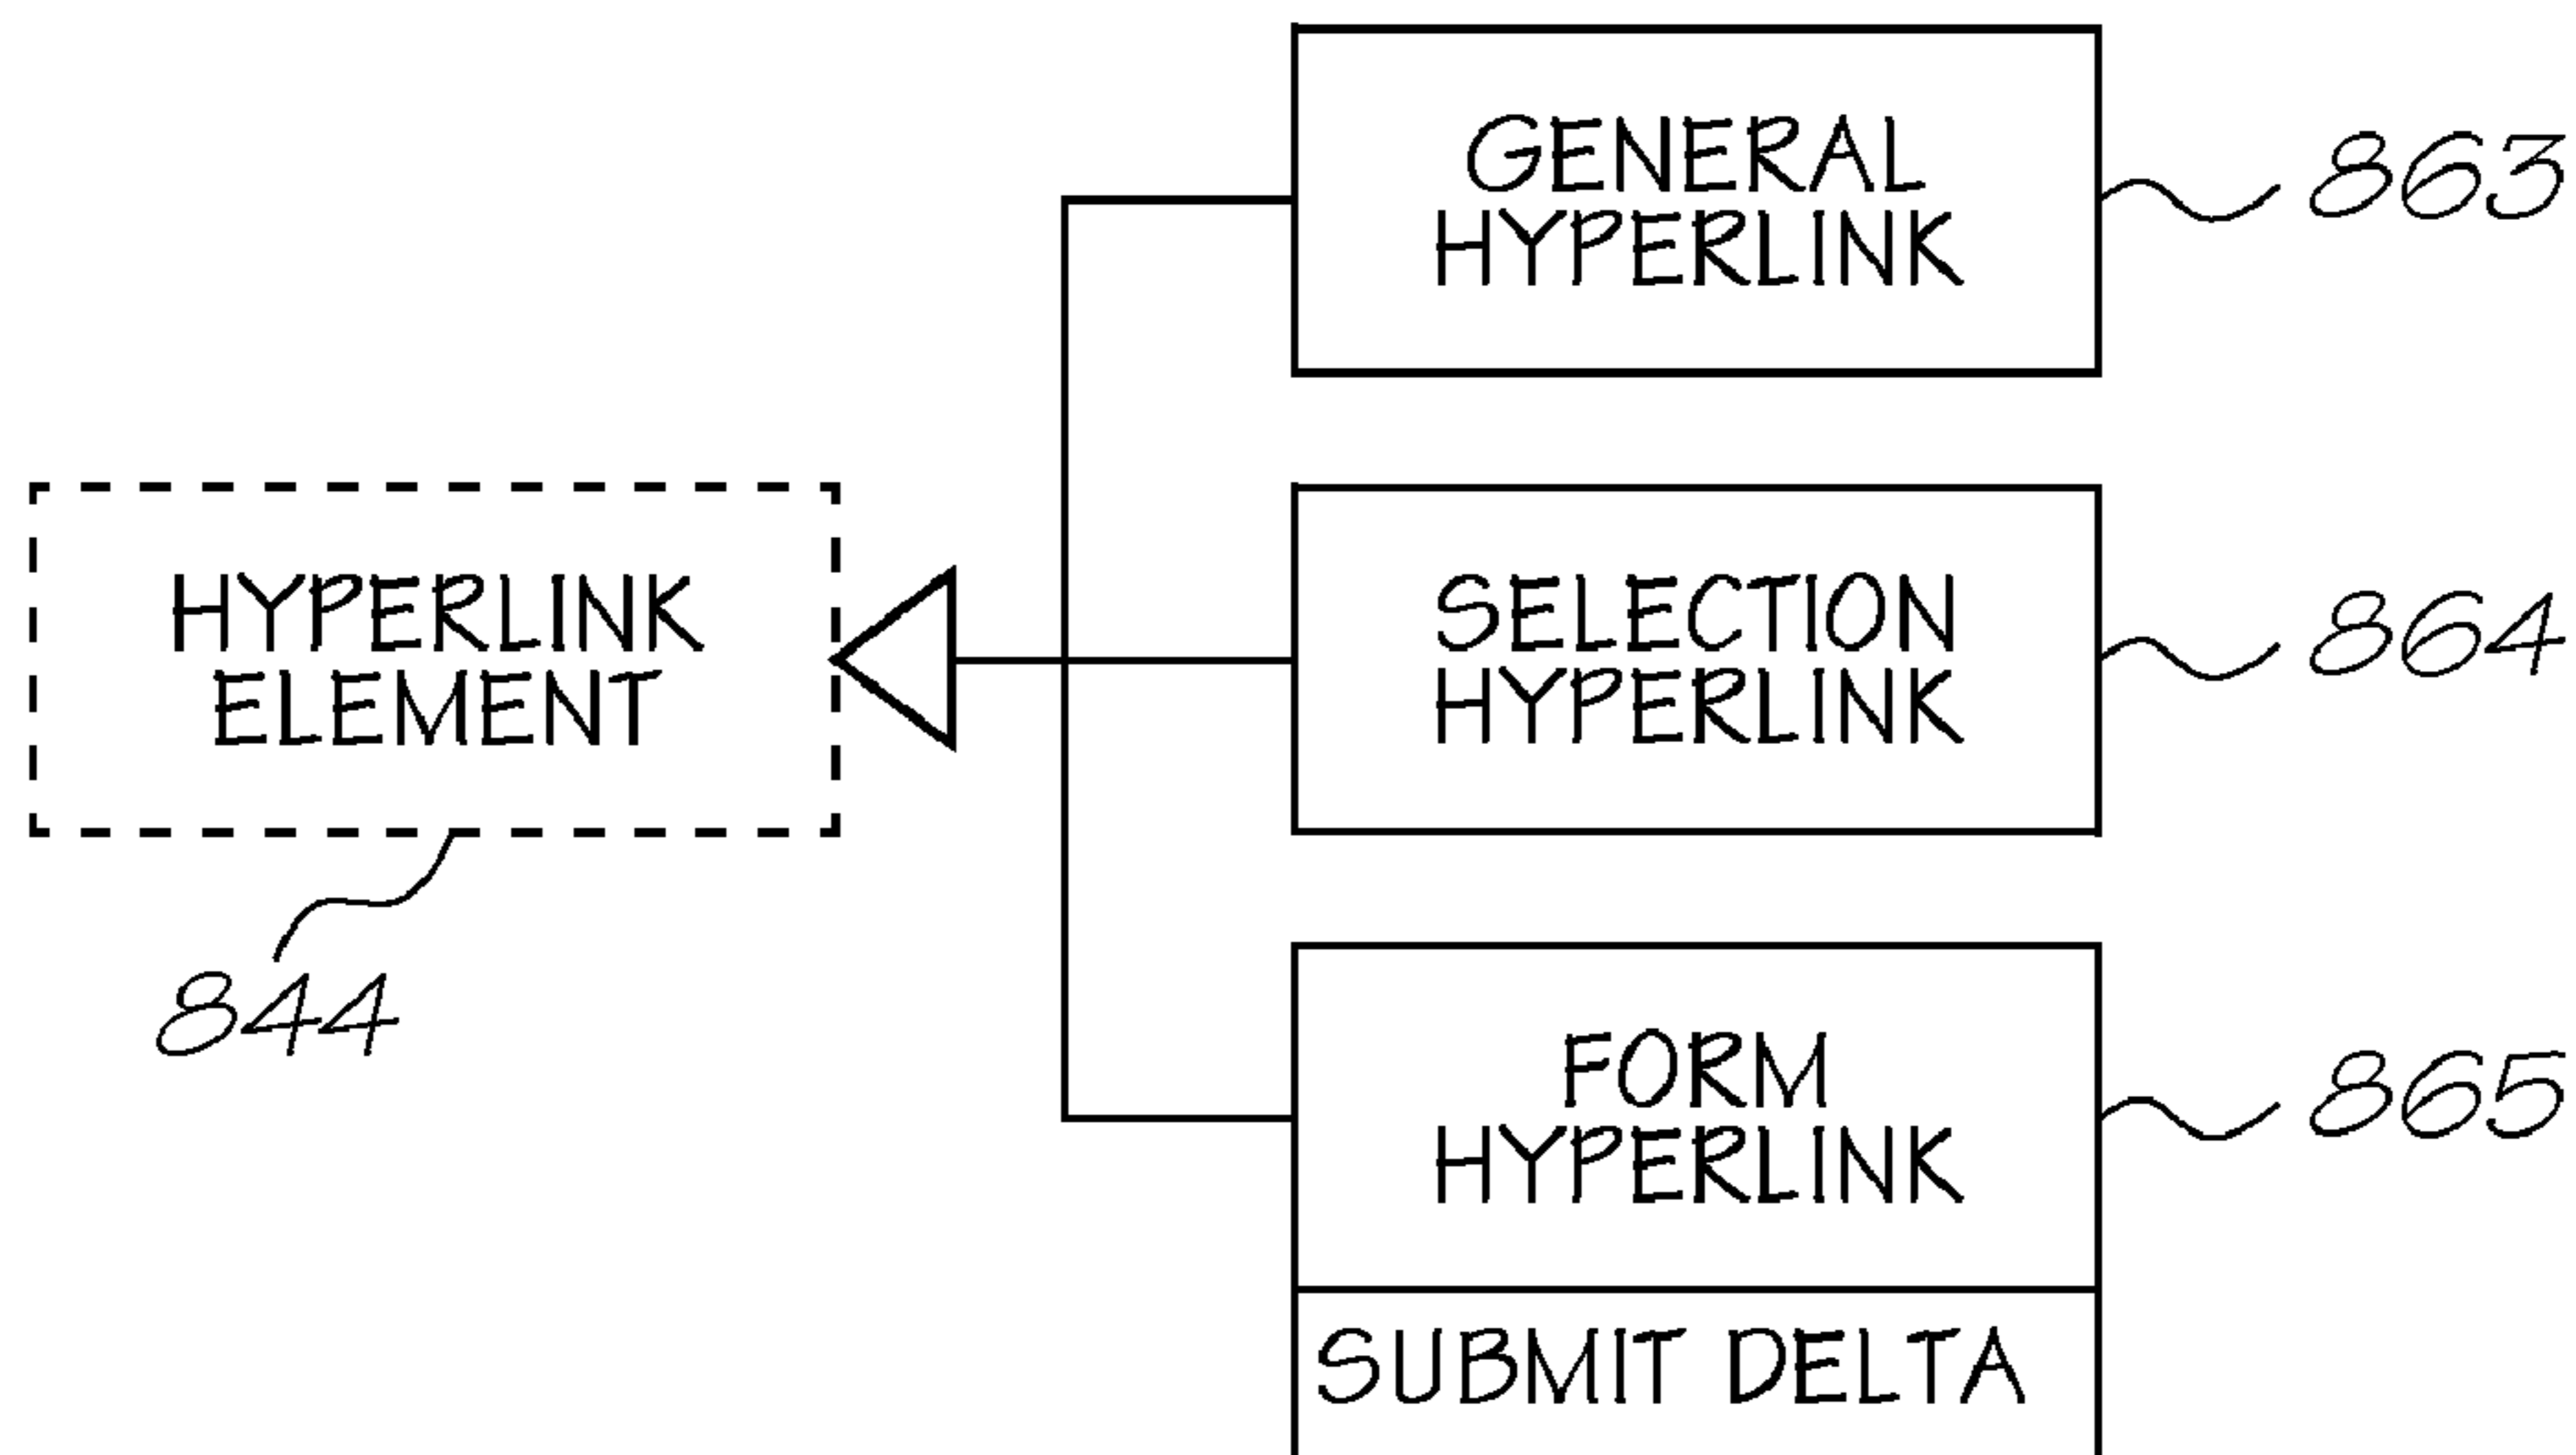 GENERAL
HYPERLINK
863
HYPERLINK
ELEMENT
844
SELECTION
HYPERLINK
864
FORM
HYPERLINK
865
SUBMIT DELTA